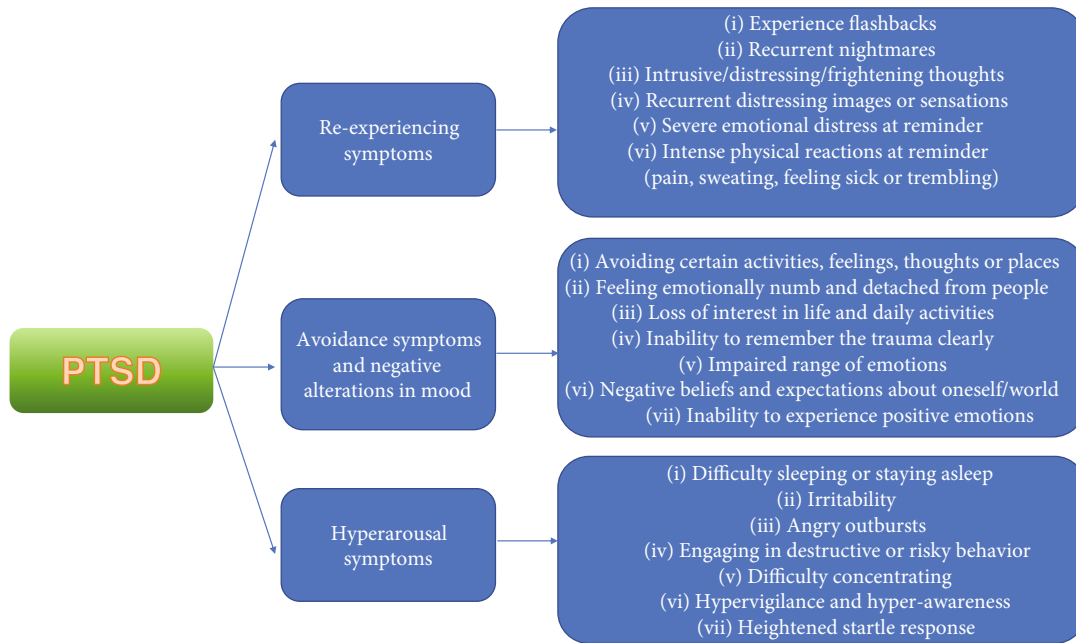 PTSD
Re-experiencing
symptoms
(i) Experience flashbacks
(ii) Recurrent nightmares
(iii) Intrusive/distressing/frightening thoughts
(iv) Recurrent distressing images or sensations
(v) Severe emotional distress at reminder
(vi) Intense physical reactions at reminder
(pain, sweating, feeling sick or trembling)
Avoidance symptoms
and negative
alterations in mood
(i) Avoiding certain activities, feelings, thoughts or places
(ii) Feeling emotionally numb and detached from people
(iii) Loss of interest in life and daily activities
(iv) Inability to remember the trauma clearly
(v) Impaired range of emotions
(vi) Negative beliefs and expectations about oneself/world
(vii) Inability to experience positive emotions
Hyperarousal
symptoms
(i) Difficulty sleeping or staying asleep
(ii) Irritability
(iii) Angry outbursts
(iv) Engaging in destructive or risky behavior
(v) Difficulty concentrating
(vi) Hypervigilance and hyper-awareness
(vii) Heightened startle response